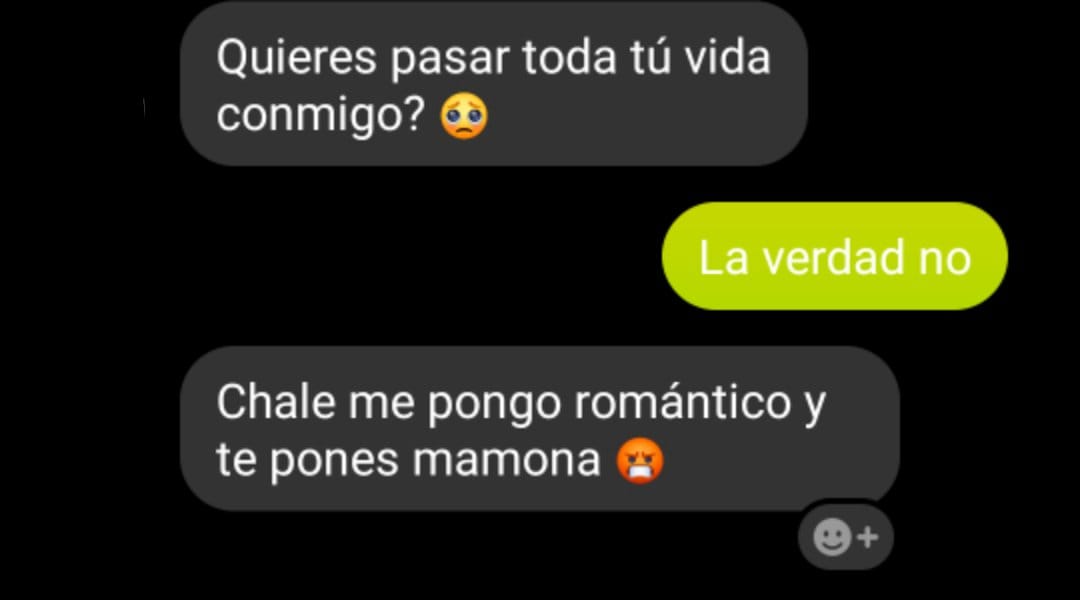 Quieres pasar toda tú vida
conmigo? 🥺
La verdad no
Chale me pongo romántico y
te pones mamona 😡